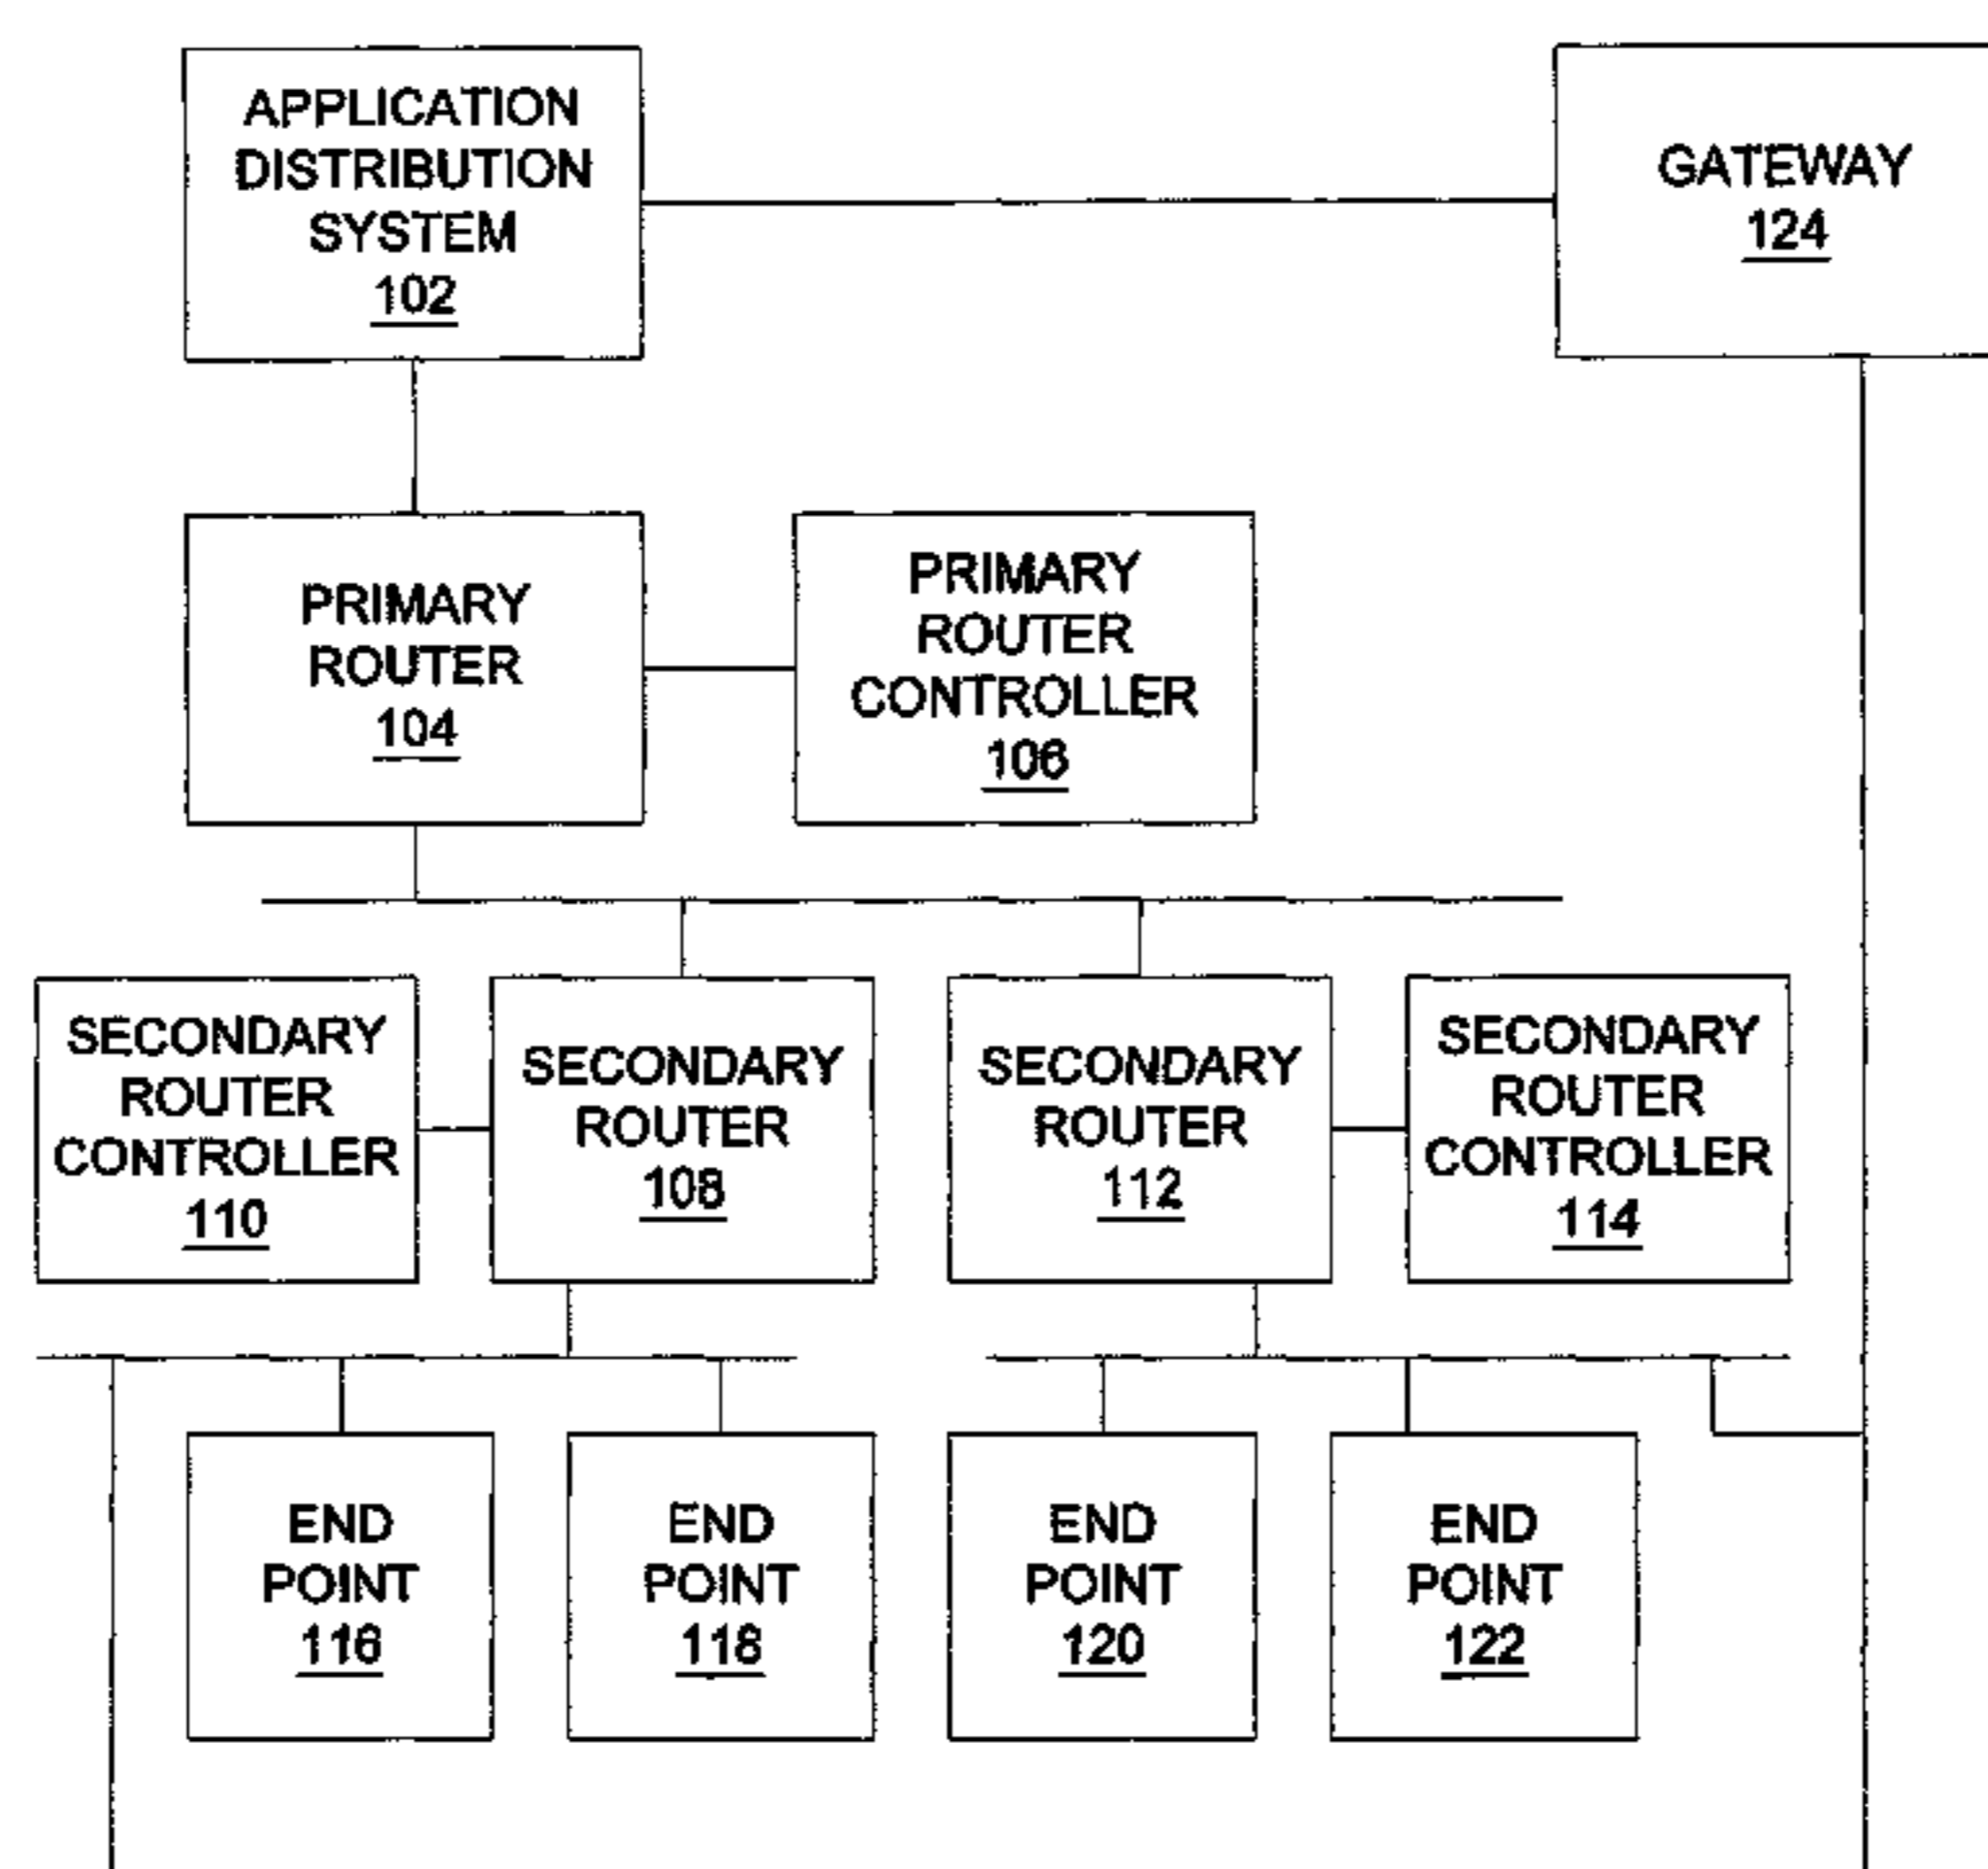 APPLICATION
DISTRIBUTION
SYSTEM
102
GATEWAY
124
PRIMARY
ROUTER
104
PRIMARY
ROUTER
CONTROLLER
106
SECONDARY
ROUTER
CONTROLLER
110
SECONDARY
ROUTER
108
SECONDARY
ROUTER
112
SECONDARY
ROUTER
CONTROLLER
114
END
POINT
116
END
POINT
118
END
POINT
120
END
POINT
122